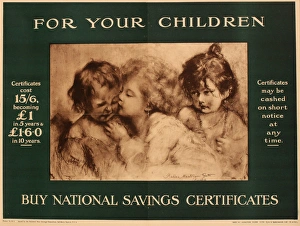 FOR YOUR CHILDREN
Certificates
cost
15/6,
becoming
£1
in 5 years &
£1·6·0
in 10 years.
Certificates
may be
cashed
on short
notice
at
any
time.
BUY NATIONAL SAVINGS CERTIFICATES